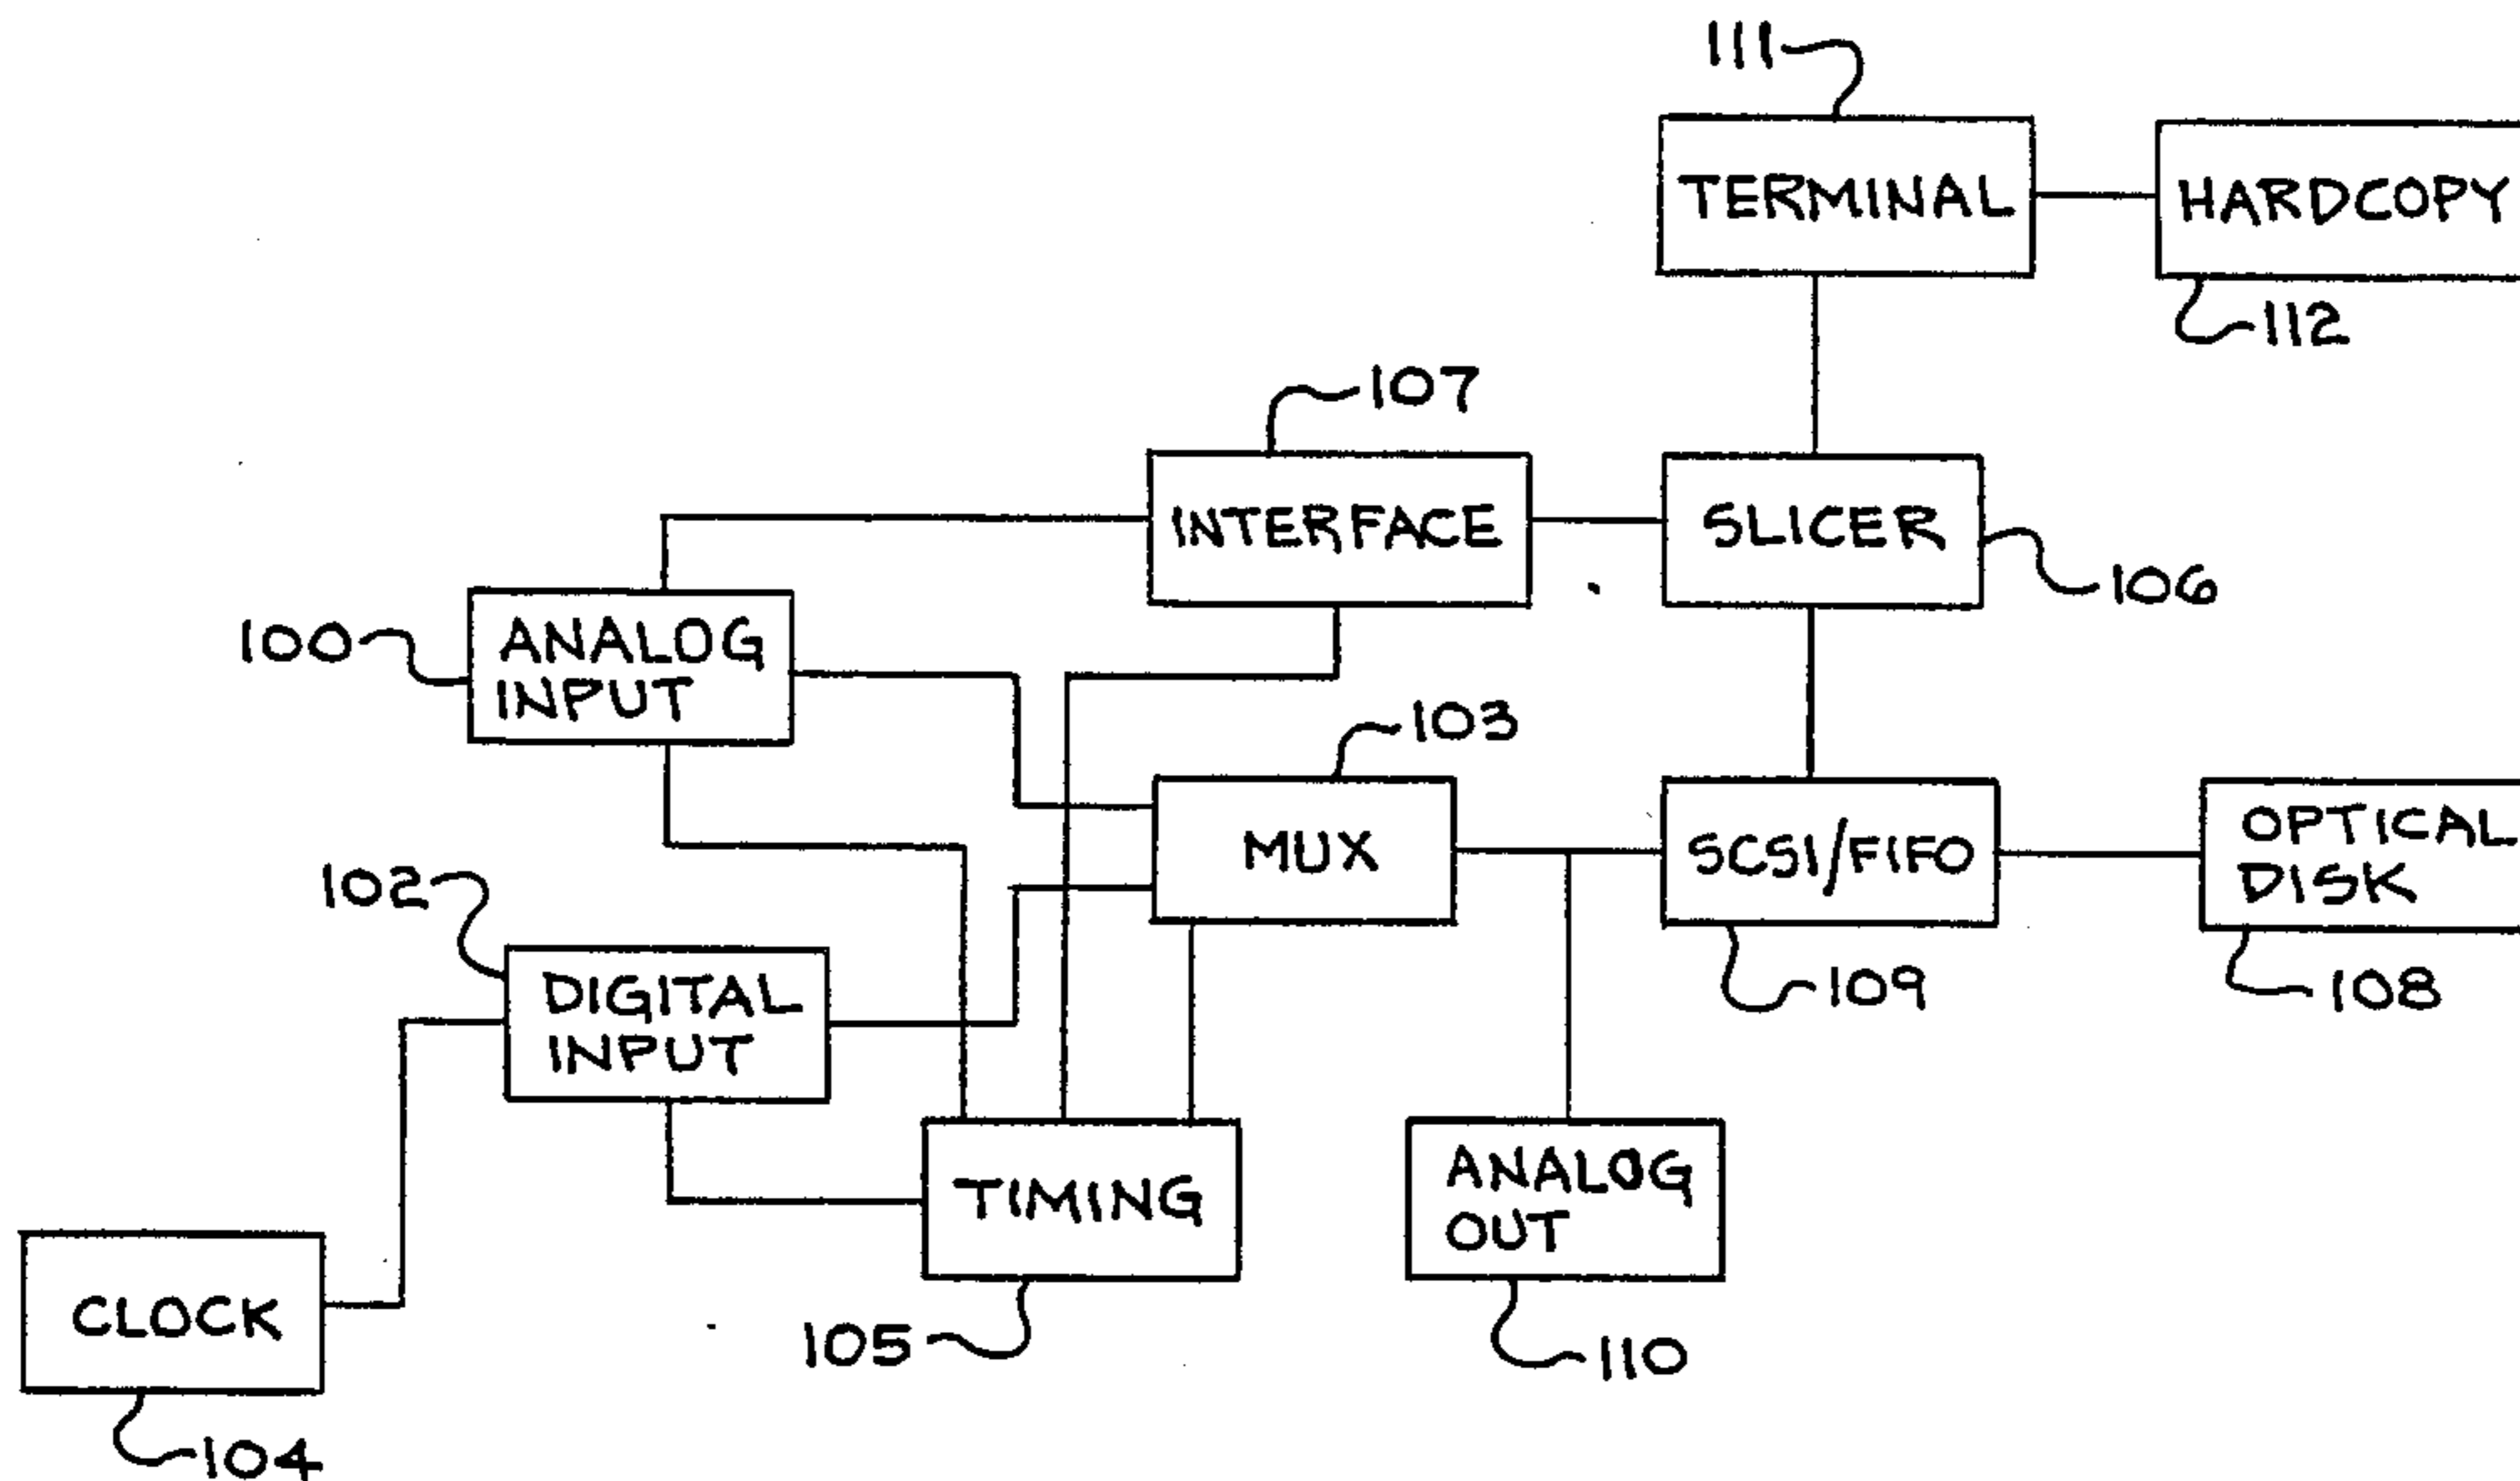 111
TERMINAL
HARDCOPY
112
107
INTERFACE
SLICER
106
100
ANALOG
INPUT
103
MUX
SCSI/FIFO
OPTICAL
DISK
102
109
108
DIGITAL
INPUT
TIMING
ANALOG
OUT
CLOCK
105
110
104